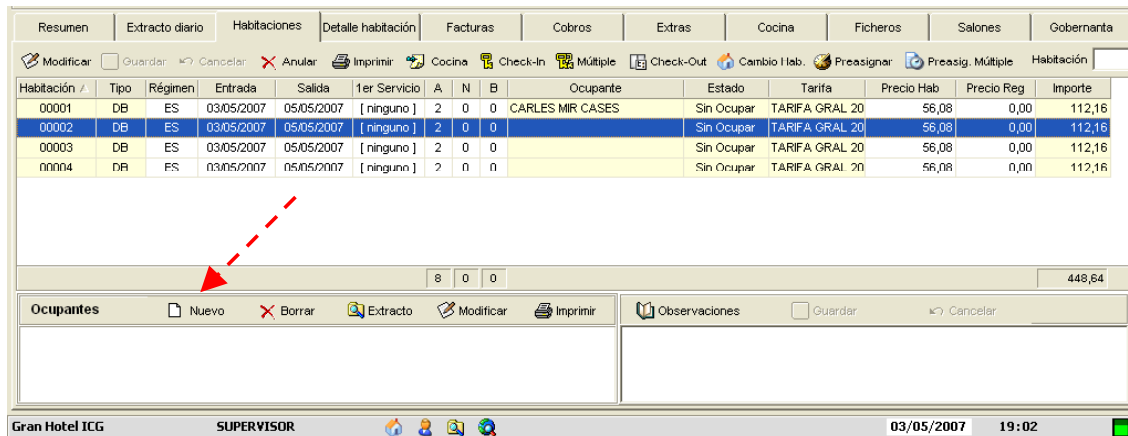 Resumen Extracto diario Habitaciones Detalle habitación Facturas Cobros Extras Cocina Ficheros Salones Gobernanta
Modificar Guardar Cancelar Anular Imprimir Cocina Check-In Múltiple Check-Out Cambio Hab. Preasignar Preasig. Múltiple Habitación
Habitación Tipo Régimen Entrada Salida 1er Servicio A N B Ocupante Estado Tarifa Precio Hab Precio Reg Importe
00001 DB ES 03/05/2007 05/05/2007 [ ninguno ] 2 0 0 CARLES MIR CASES Sin Ocupar TARIFA GRAL 20 56,08 0,00 112,16
00002 DB ES 03/05/2007 05/05/2007 [ ninguno ] 2 0 0 Sin Ocupar TARIFA GRAL 20 56,08 0,00 112,16
00003 DB ES 03/05/2007 05/05/2007 [ ninguno ] 2 0 0 Sin Ocupar TARIFA GRAL 20 56,08 0,00 112,16
00004 DB ES 03/05/2007 05/05/2007 [ ninguno ] 2 0 0 Sin Ocupar TARIFA GRAL 20 56,08 0,00 112,16
8 0 0 448,64
Ocupantes Nuevo Borrar Extracto Modificar Imprimir Observaciones Guardar Cancelar
Gran Hotel ICG SUPERVISOR 03/05/2007 19:02